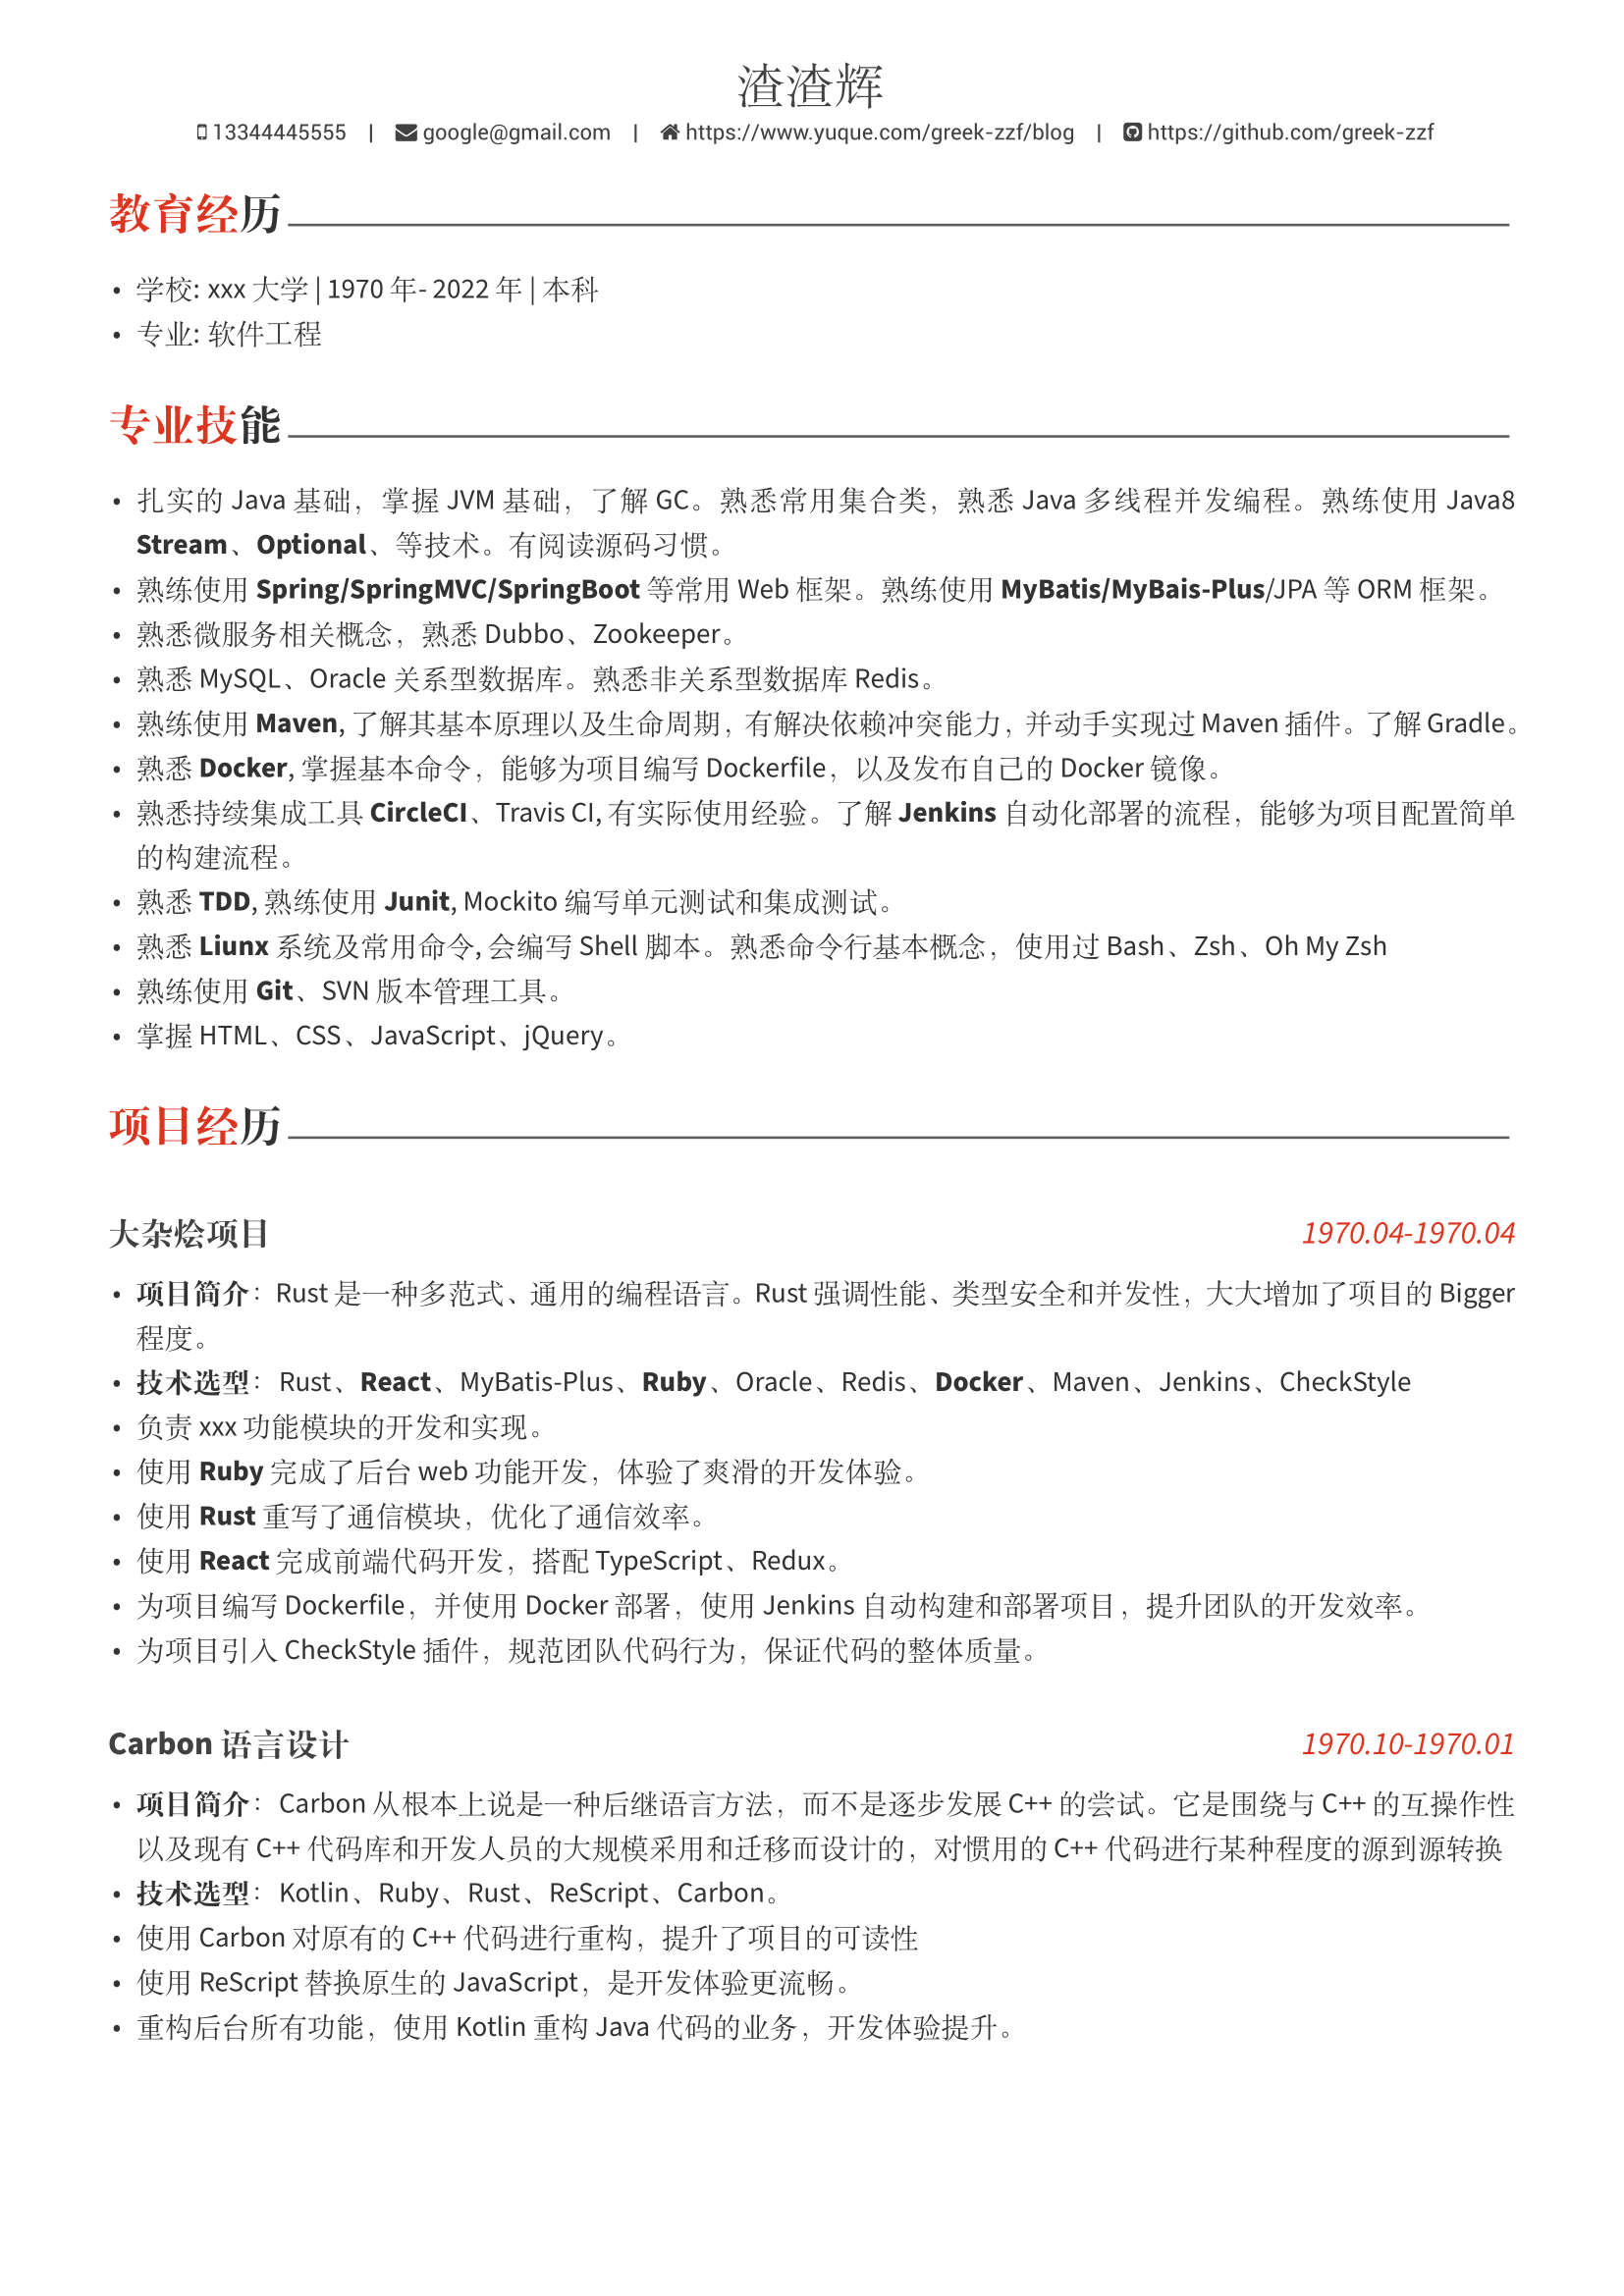 渣渣辉
13344445555 | google@gmail.com | https://www.yuque.com/greek-zzf/blog | https://github.com/greek-zzf
教育经历
• 学校: xxx 大学 | 1970 年- 2022 年 | 本科
• 专业: 软件工程
专业技能
• 扎实的 Java 基础，掌握 JVM 基础，了解 GC。熟悉常用集合类，熟悉 Java 多线程并发编程。熟练使用 Java8
Stream、Optional、等技术。有阅读源码习惯。
• 熟练使用 Spring/SpringMVC/SpringBoot 等常用 Web 框架。熟练使用 MyBatis/MyBais-Plus/JPA 等 ORM 框架。
• 熟悉微服务相关概念，熟悉 Dubbo、Zookeeper。
• 熟悉 MySQL、Oracle 关系型数据库。熟悉非关系型数据库 Redis。
• 熟练使用 Maven, 了解其基本原理以及生命周期，有解决依赖冲突能力，并动手实现过 Maven 插件。了解 Gradle。
• 熟悉 Docker, 掌握基本命令，能够为项目编写 Dockerfile，以及发布自己的 Docker 镜像。
• 熟悉持续集成工具 CircleCI、Travis CI, 有实际使用经验。了解 Jenkins 自动化部署的流程，能够为项目配置简单
的构建流程。
• 熟悉 TDD, 熟练使用 Junit, Mockito 编写单元测试和集成测试。
• 熟悉 Liunx 系统及常用命令, 会编写 Shell 脚本。熟悉命令行基本概念，使用过 Bash、Zsh、Oh My Zsh
• 熟练使用 Git、SVN 版本管理工具。
• 掌握 HTML、CSS、JavaScript、jQuery。
项目经历
大杂烩项目 1970.04-1970.04
• 项目简介：Rust 是一种多范式、通用的编程语言。Rust 强调性能、类型安全和并发性，大大增加了项目的 Bigger
程度。
• 技术选型：Rust、React、MyBatis-Plus、Ruby、Oracle、Redis、Docker、Maven、Jenkins、CheckStyle
• 负责 xxx 功能模块的开发和实现。
• 使用 Ruby 完成了后台 web 功能开发，体验了爽滑的开发体验。
• 使用 Rust 重写了通信模块，优化了通信效率。
• 使用 React 完成前端代码开发，搭配 TypeScript、Redux。
• 为项目编写 Dockerfile，并使用 Docker 部署，使用 Jenkins 自动构建和部署项目，提升团队的开发效率。
• 为项目引入 CheckStyle 插件，规范团队代码行为，保证代码的整体质量。
Carbon 语言设计 1970.10-1970.01
• 项目简介：Carbon 从根本上说是一种后继语言方法，而不是逐步发展 C++ 的尝试。它是围绕与 C++ 的互操作性
以及现有 C++ 代码库和开发人员的大规模采用和迁移而设计的，对惯用的 C++ 代码进行某种程度的源到源转换
• 技术选型：Kotlin、Ruby、Rust、ReScript、Carbon。
• 使用 Carbon 对原有的 C++ 代码进行重构，提升了项目的可读性
• 使用 ReScript 替换原生的 JavaScript，是开发体验更流畅。
• 重构后台所有功能，使用 Kotlin 重构 Java 代码的业务，开发体验提升。